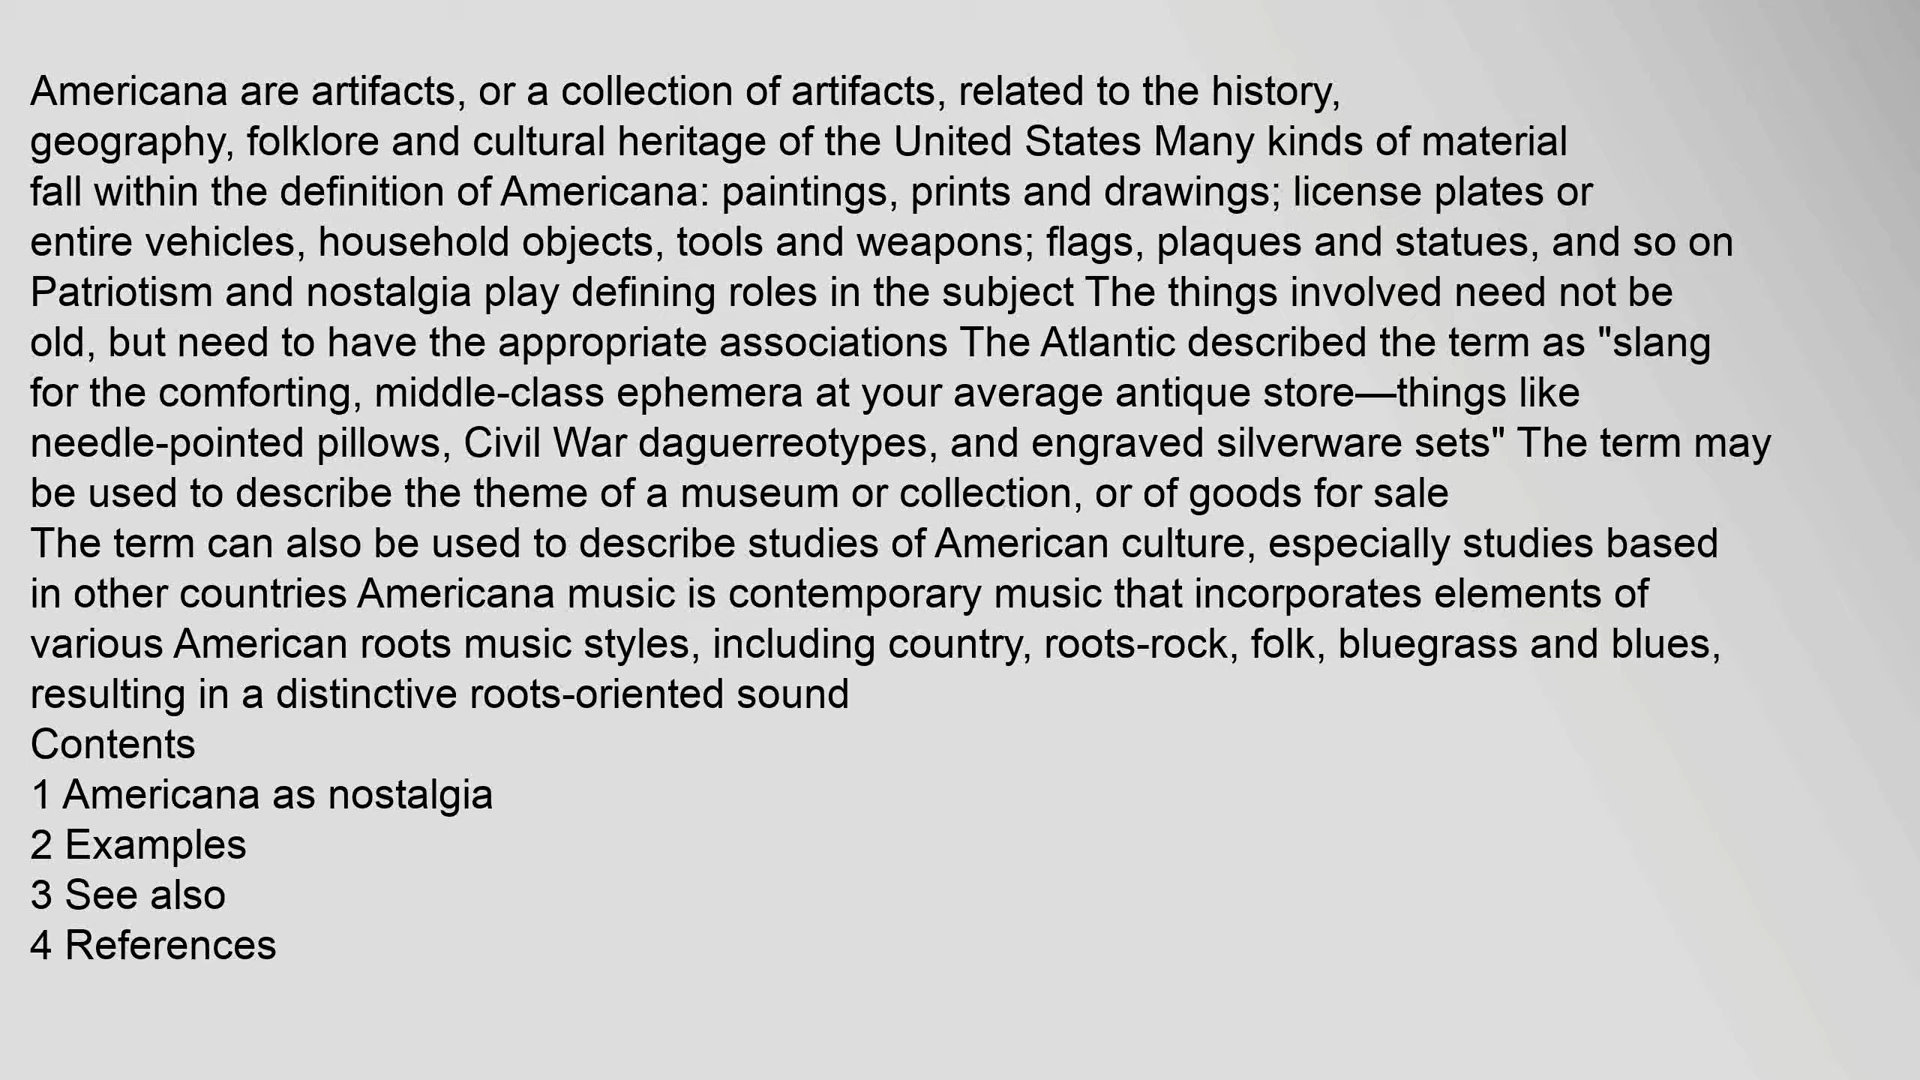 Americana are artifacts, or a collection of artifacts, related to the history,
geography, folklore and cultural heritage of the United States Many kinds of material
fall within the definition of Americana: paintings, prints and drawings; license plates or
entire vehicles, household objects, tools and weapons; flags, plaques and statues, and so on
Patriotism and nostalgia play defining roles in the subject The things involved need not be
old, but need to have the appropriate associations The Atlantic described the term as "slang
for the comforting, middle-class ephemera at your average antique store—things like
needle-pointed pillows, Civil War daguerreotypes, and engraved silverware sets" The term may
be used to describe the theme of a museum or collection, or of goods for sale
The term can also be used to describe studies of American culture, especially studies based
in other countries Americana music is contemporary music that incorporates elements of
various American roots music styles, including country, roots-rock, folk, bluegrass and blues,
resulting in a distinctive roots-oriented sound
Contents
1 Americana as nostalgia
2 Examples
3 See also
4 References